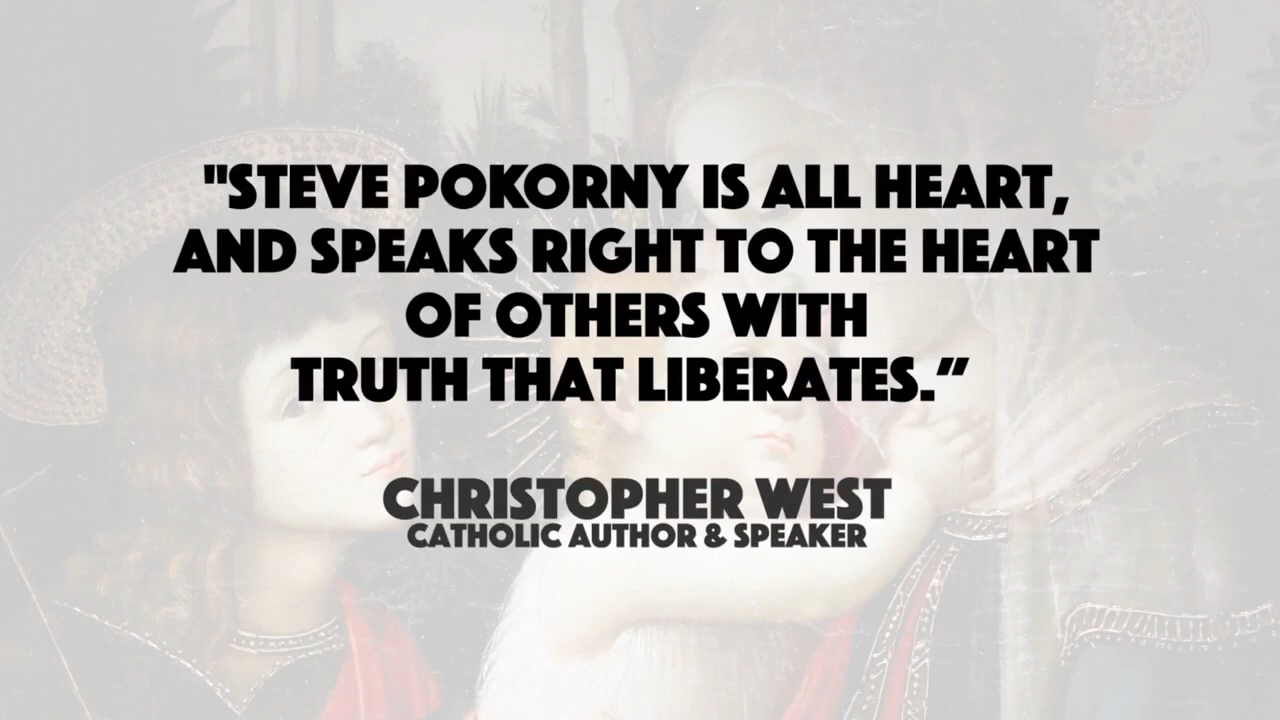 "STEVE POKORNY IS ALL HEART,
AND SPEAKS RIGHT TO THE HEART
OF OTHERS WITH
TRUTH THAT LIBERATES.”
CHRISTOPHER WEST
CATHOLIC AUTHOR & SPEAKER